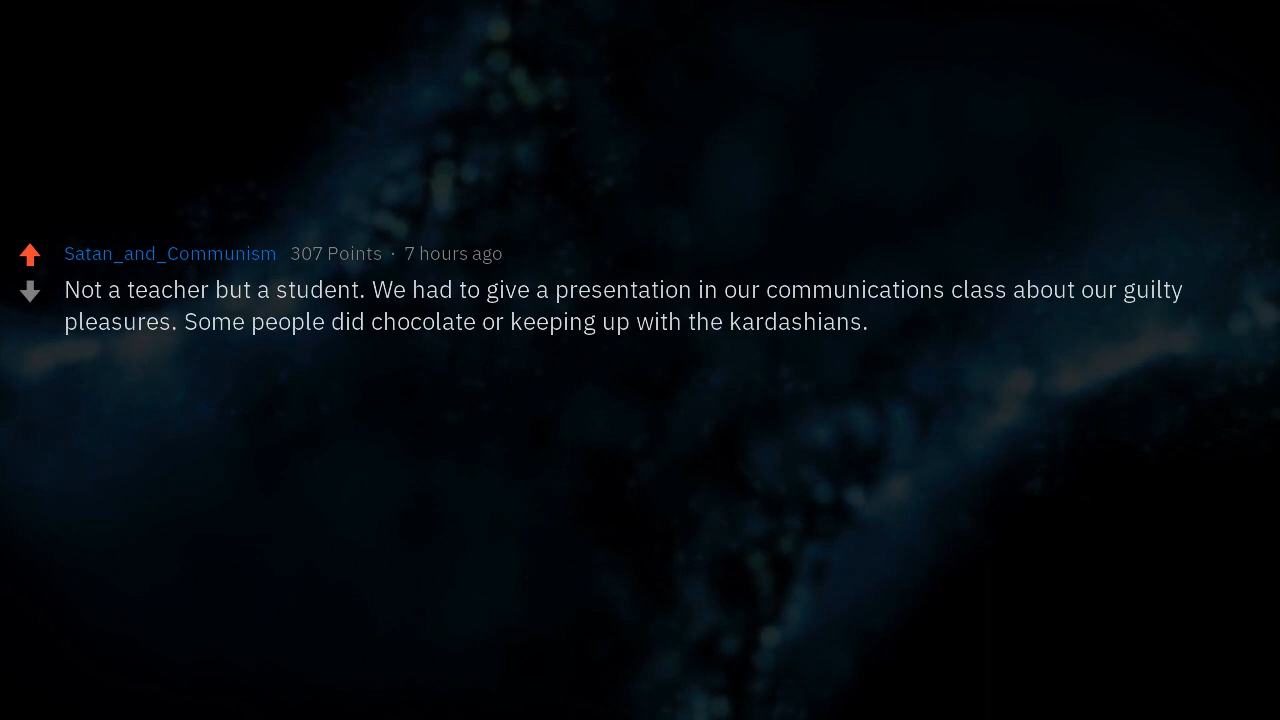 Satan_and_Communism 307 Points · 7 hours ago
Not a teacher but a student. We had to give a presentation in our communications class about our guilty
pleasures. Some people did chocolate or keeping up with the kardashians.